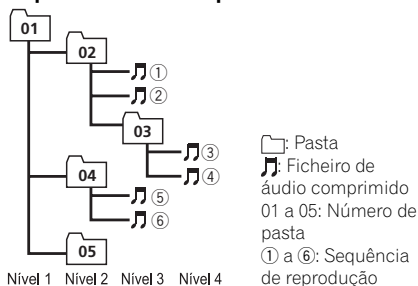 01
02
①
②
03
③
④
04
⑤
⑥
05
Nível 1 Nível 2 Nível 3 Nível 4
: Pasta
: Ficheiro de
áudio comprimido
01 a 05: Número de
pasta
① a ⑥: Sequência
de reprodução